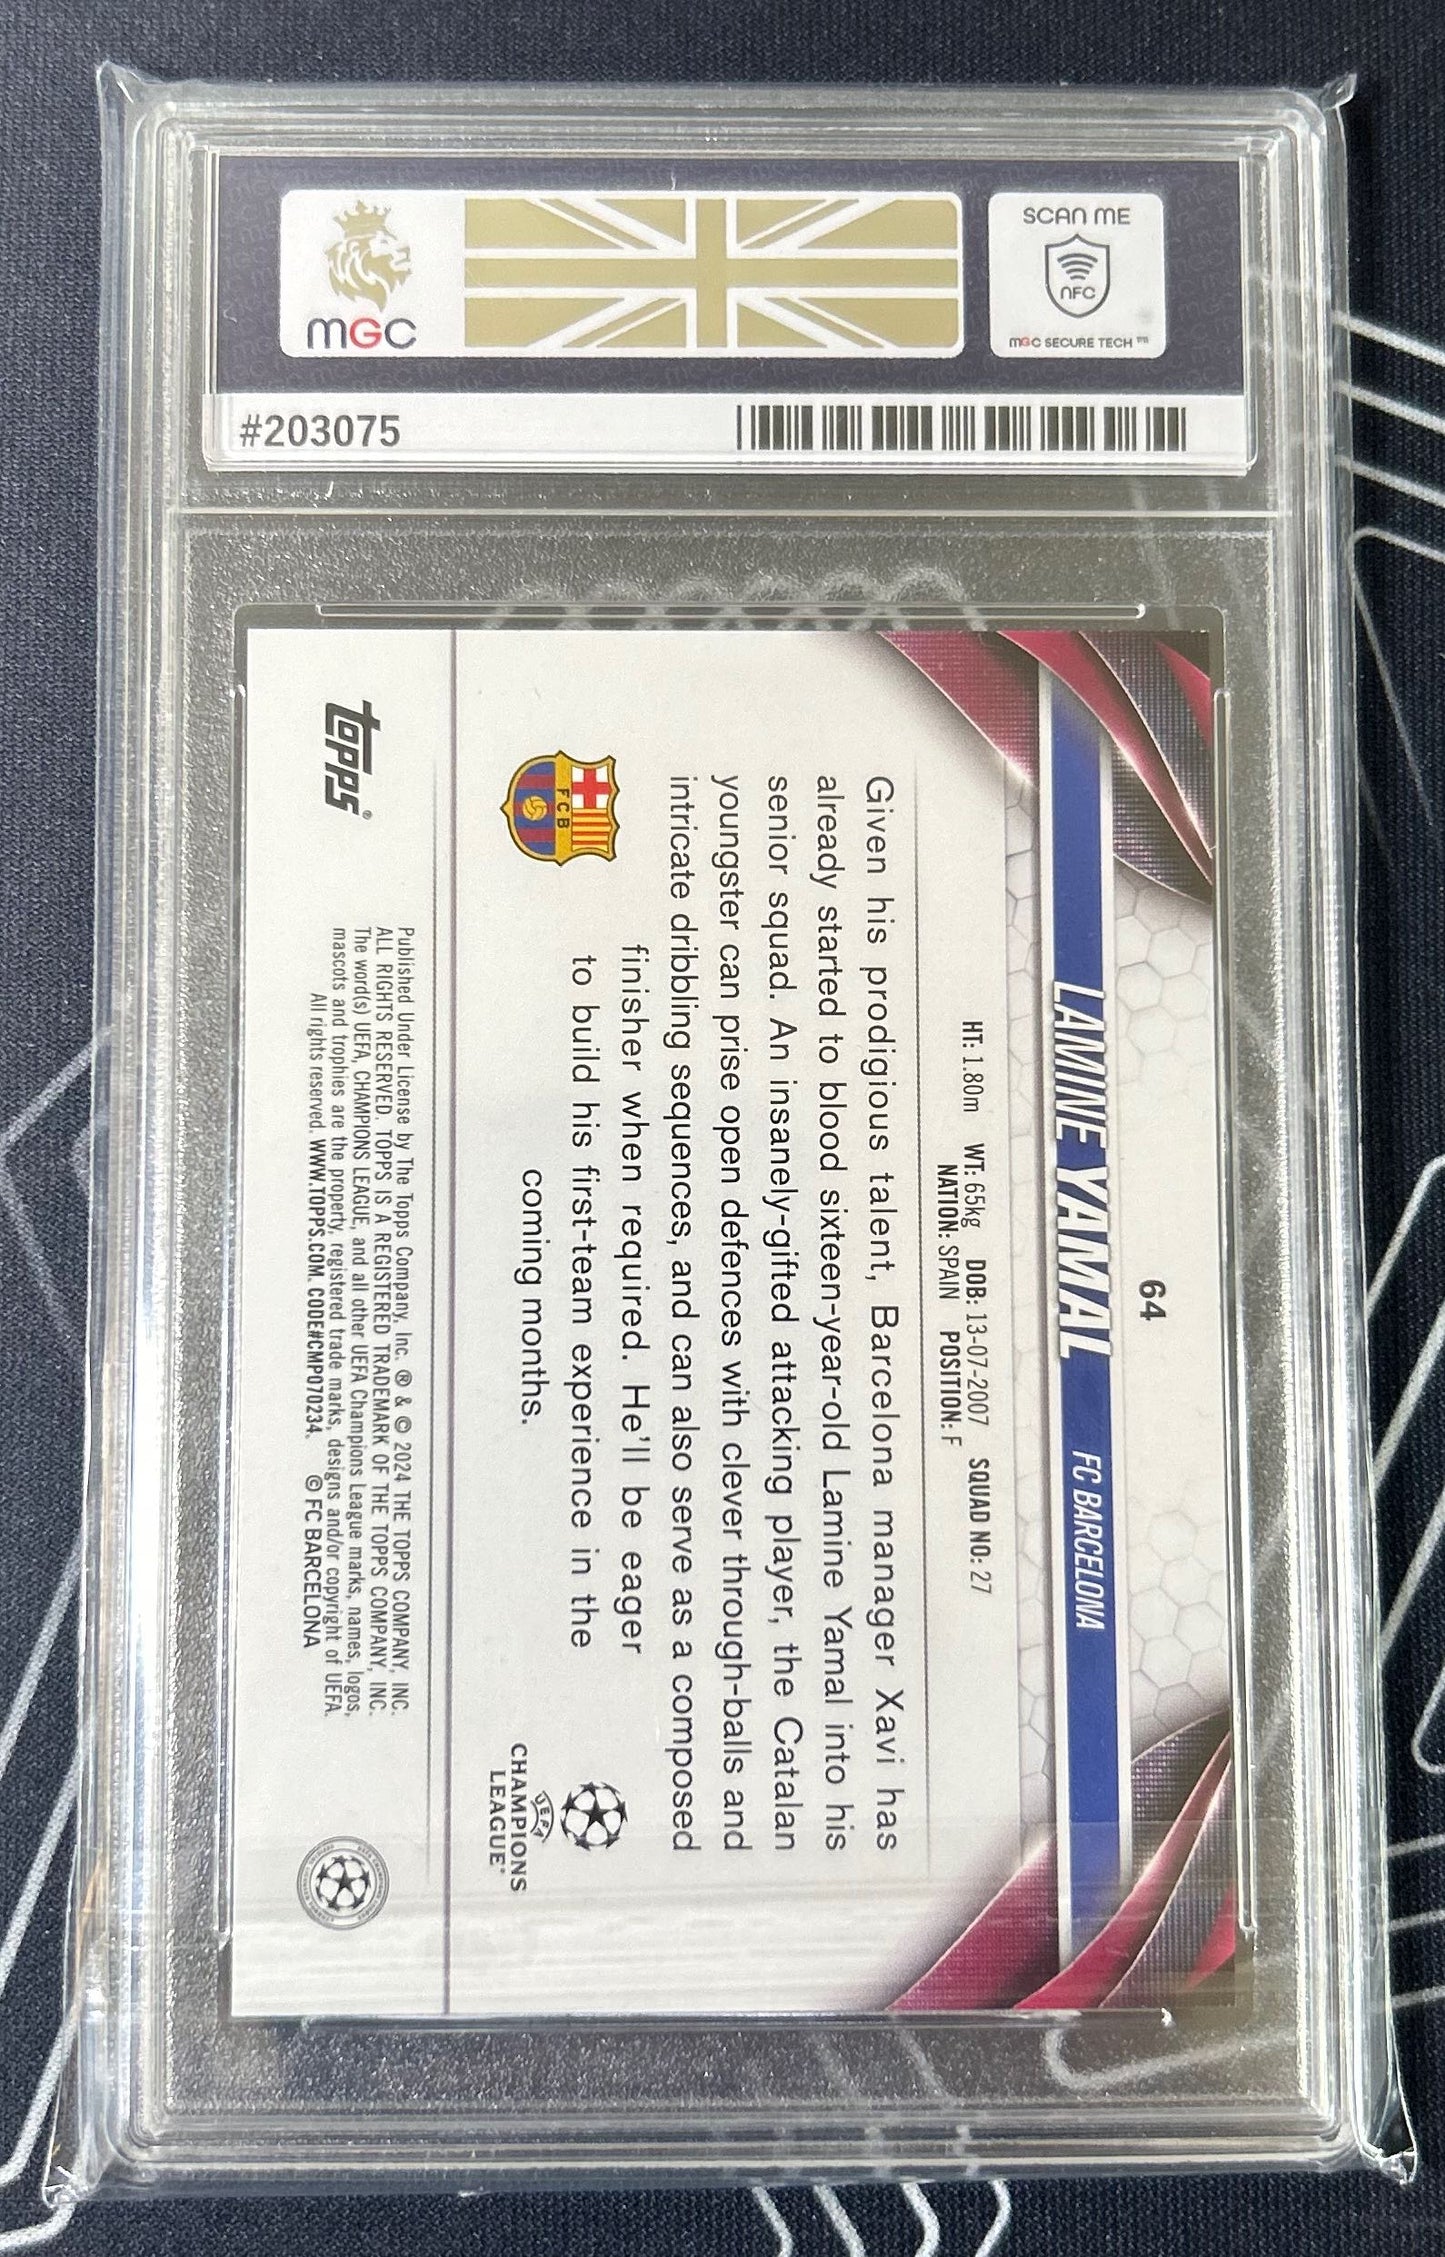 MGC
SCAN ME
NFC
MGC SECURE TECH ™
#203075
64
LAMINE YAMAL FC BARCELONA
HT: 1.80m WT: 65kg DOB: 13-07-2007 SQUAD NO: 27
NATION: SPAIN POSITION: F
Given his prodigious talent, Barcelona manager Xavi has
already started to blood sixteen-year-old Lamine Yamal into his
senior squad. An insanely-gifted attacking player, the Catalan
youngster can prise open defences with clever through-balls and
intricate dribbling sequences, and can also serve as a composed
finisher when required. He'll be eager
to build his first-team experience in the
coming months.
FCB
UEFA
CHAMPIONS
LEAGUE®
topps®
Published Under License by The Topps Company, Inc. ® & © 2024 THE TOPPS COMPANY, INC.
ALL RIGHTS RESERVED. TOPPS IS A REGISTERED TRADEMARK OF THE TOPPS COMPANY, INC.
The word(s) UEFA, CHAMPIONS LEAGUE, and all other UEFA Champions League marks, names, logos,
mascots and trophies are the property, registered trade marks, designs and/or copyright of UEFA.
All rights reserved. WWW.TOPPS.COM. CODE#CMP070234. © FC BARCELONA